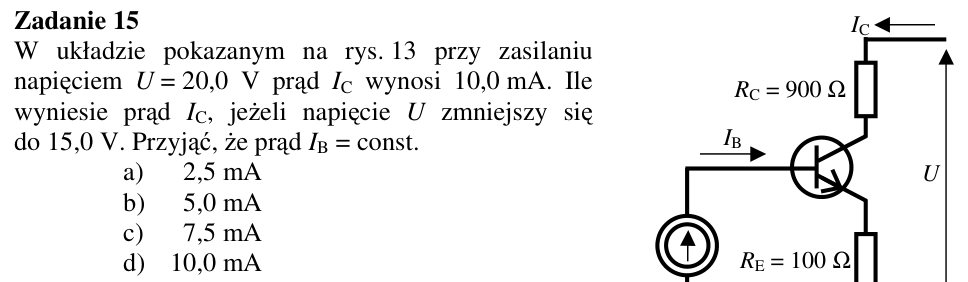 Zadanie 15
W układzie pokazanym na rys. 13 przy zasilaniu
napięciem U = 20,0 V prąd IC wynosi 10,0 mA. Ile
wyniesie prąd IC, jeżeli napięcie U zmniejszy się
do 15,0 V. Przyjąć, że prąd IB = const.
a) 2,5 mA
b) 5,0 mA
c) 7,5 mA
d) 10,0 mA
IC
RC = 900 Ω
IB
U
RE = 100 Ω